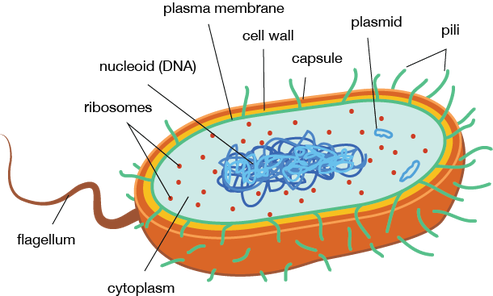 plasma membrane
plasmid
cell wall
pili
capsule
nucleoid (DNA)
ribosomes
flagellum
cytoplasm